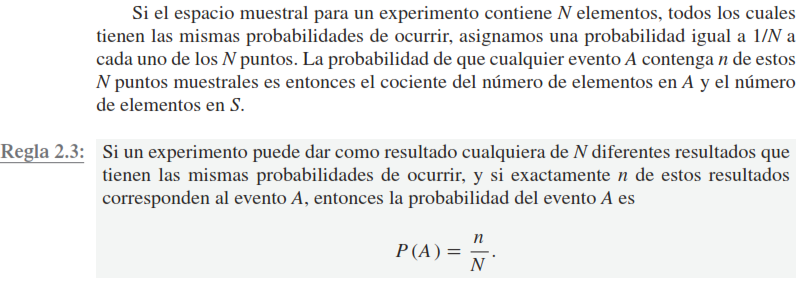 Si el espacio muestral para un experimento contiene N elementos, todos los cuales
tienen las mismas probabilidades de ocurrir, asignamos una probabilidad igual a 1/N a
cada uno de los N puntos. La probabilidad de que cualquier evento A contenga n de estos
N puntos muestrales es entonces el cociente del número de elementos en A y el número
de elementos en S.
Regla 2.3: Si un experimento puede dar como resultado cualquiera de N diferentes resultados que
tienen las mismas probabilidades de ocurrir, y si exactamente n de estos resultados
corresponden al evento A, entonces la probabilidad del evento A es
P(A) = n/N.